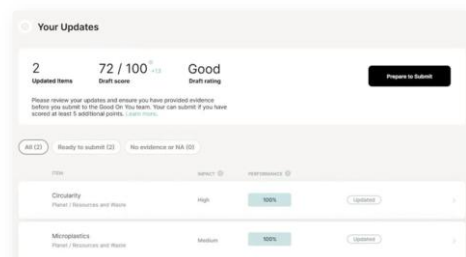 Your Updates
2
Updated Items
72 / 100 +13
Draft score
Good
Draft rating
Prepare to Submit
Please review your updates and ensure you have provided evidence
before you submit to the Good On You team. Your can submit if you have
scored at least 5 additional points. Learn more.
All (2) Ready to submit (2) No evidence or NA (0)
ITEM IMPACT PERFORMANCE
Circularity
Planet / Resources and Waste
High 100% Updated
Microplastics
Planet / Resources and Waste
Medium 100% Updated